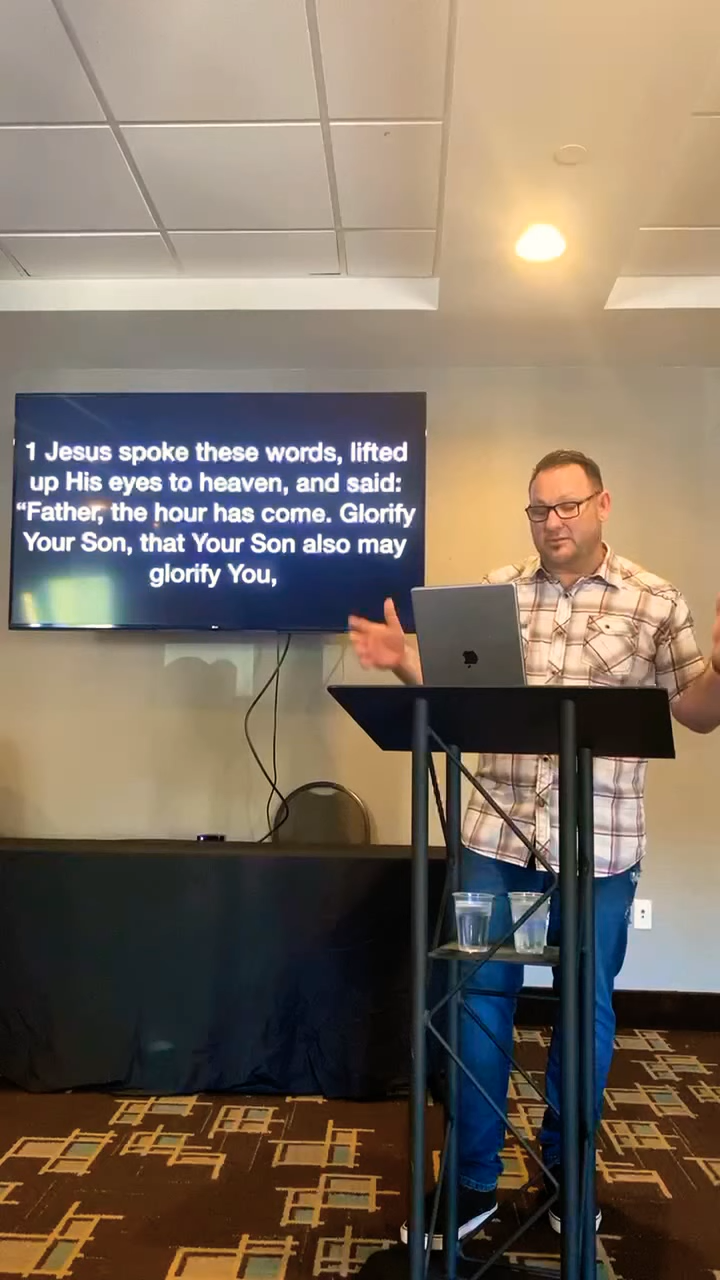 1 Jesus spoke these words, lifted
up His eyes to heaven, and said:
“Father, the hour has come. Glorify
Your Son, that Your Son also may
glorify You,